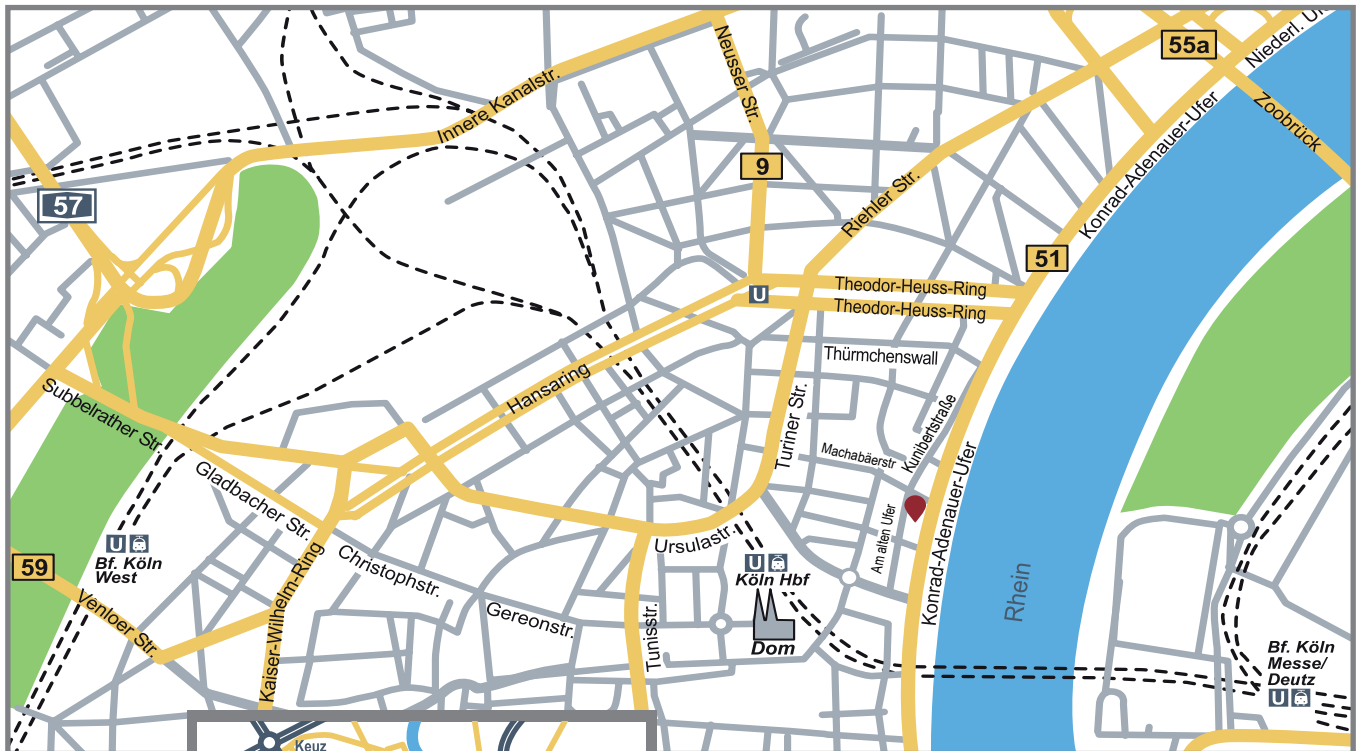 55a
Niederl. Uf
Neusser Str.
Innere Kanalstr.
Zoobrück
Konrad-Adenauer-Ufer
9
57
Riehler Str.
51
Theodor-Heuss-Ring
U
Theodor-Heuss-Ring
Thürmchenswall
Hansaring
Subbelrather Str.
Turiner Str.
Kunibertstraße
Machabäerstr
Konrad-Adenauer-Ufer
Gladbacher Str.
Am alten Ufer
Ursulastr.
U
Bf. Köln
West
59
Christophstr.
U
Köln Hbf
Kaiser-Wilhelm-Ring
Venloer Str.
Gereonstr.
Tunisstr.
Rhein
Dom
Bf. Köln
Messe/
Deutz
U
Keuz